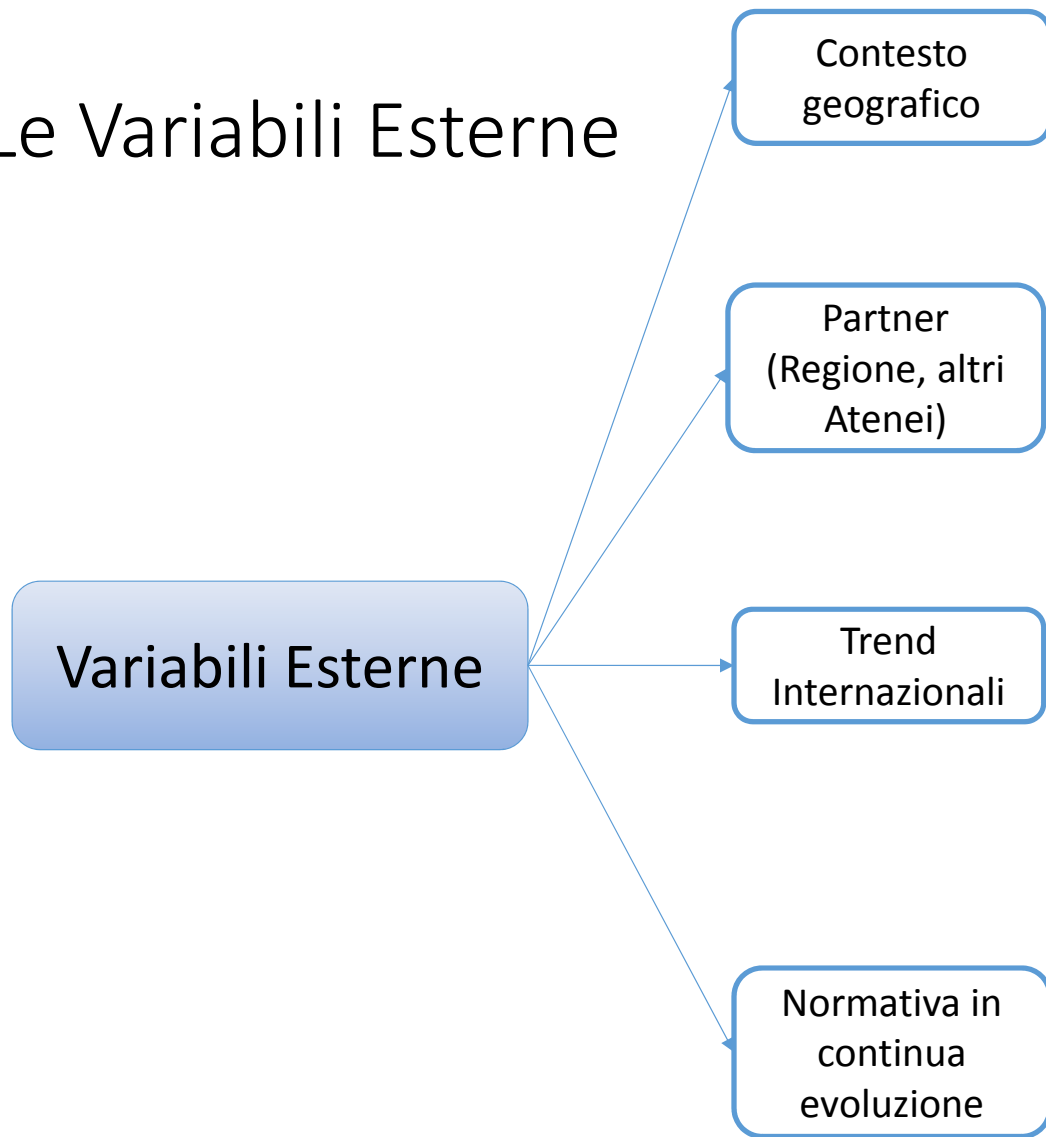 Le Variabili Esterne
Contesto
geografico
Partner
(Regione, altri
Atenei)
Variabili Esterne
Trend
Internazionali
Normativa in
continua
evoluzione